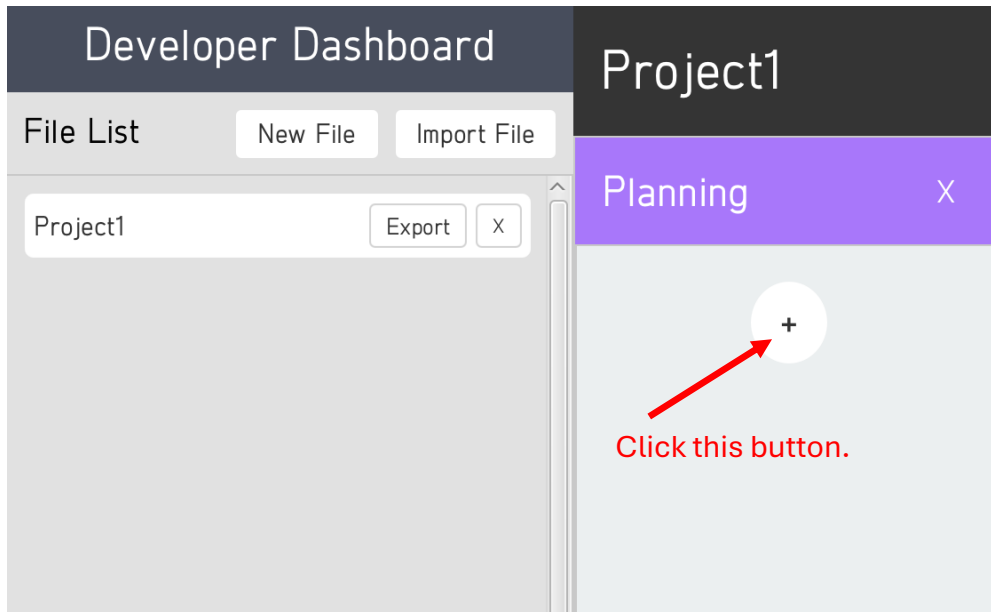 Developer Dashboard
File List
New File
Import File
Project1
Export
X
Project1
Planning
X
+
Click this button.